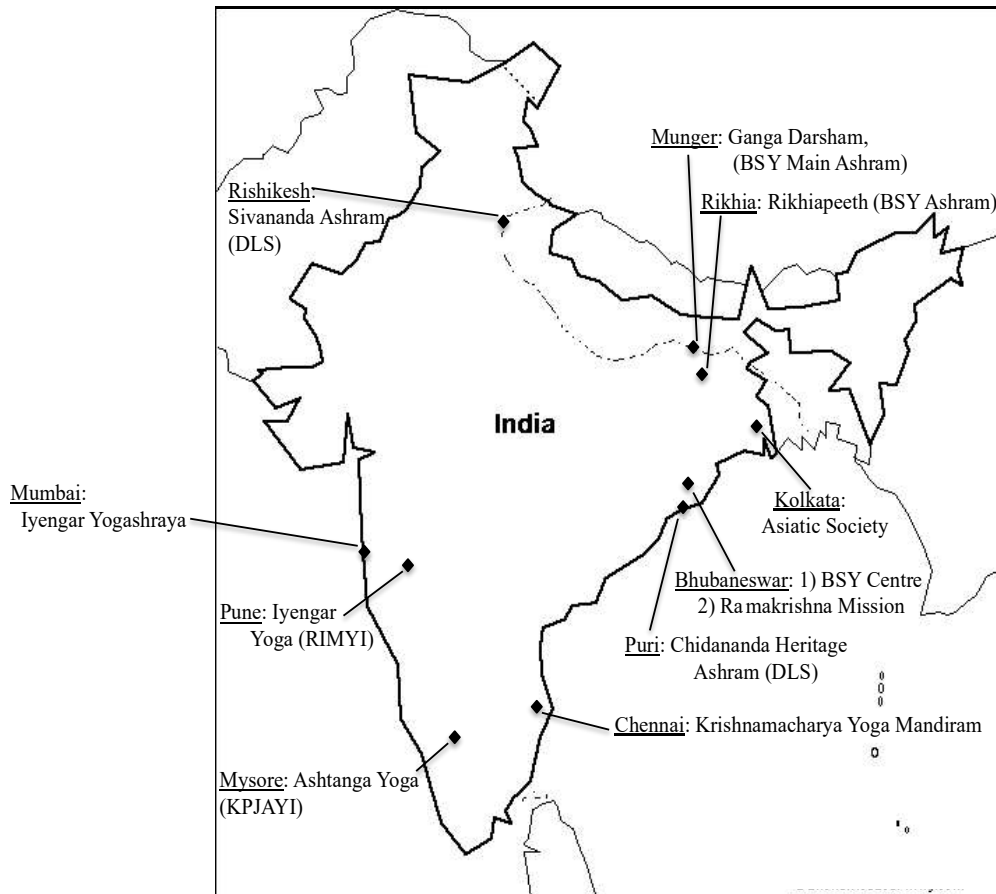 Munger: Ganga Darsham,
(BSY Main Ashram)
Rishikesh:
Sivananda Ashram
(DLS)
Rikhia: Rikhiapeeth (BSY Ashram)
India
Mumbai:
Iyengar Yogashraya
Kolkata:
Asiatic Society
Bhubaneswar: 1) BSY Centre
2) Ramakrishna Mission
Pune: Iyengar
Yoga (RIMYI)
Puri: Chidananda Heritage
Ashram (DLS)
Chennai: Krishnamacharya Yoga Mandiram
Mysore: Ashtanga Yoga
(KPJAYI)